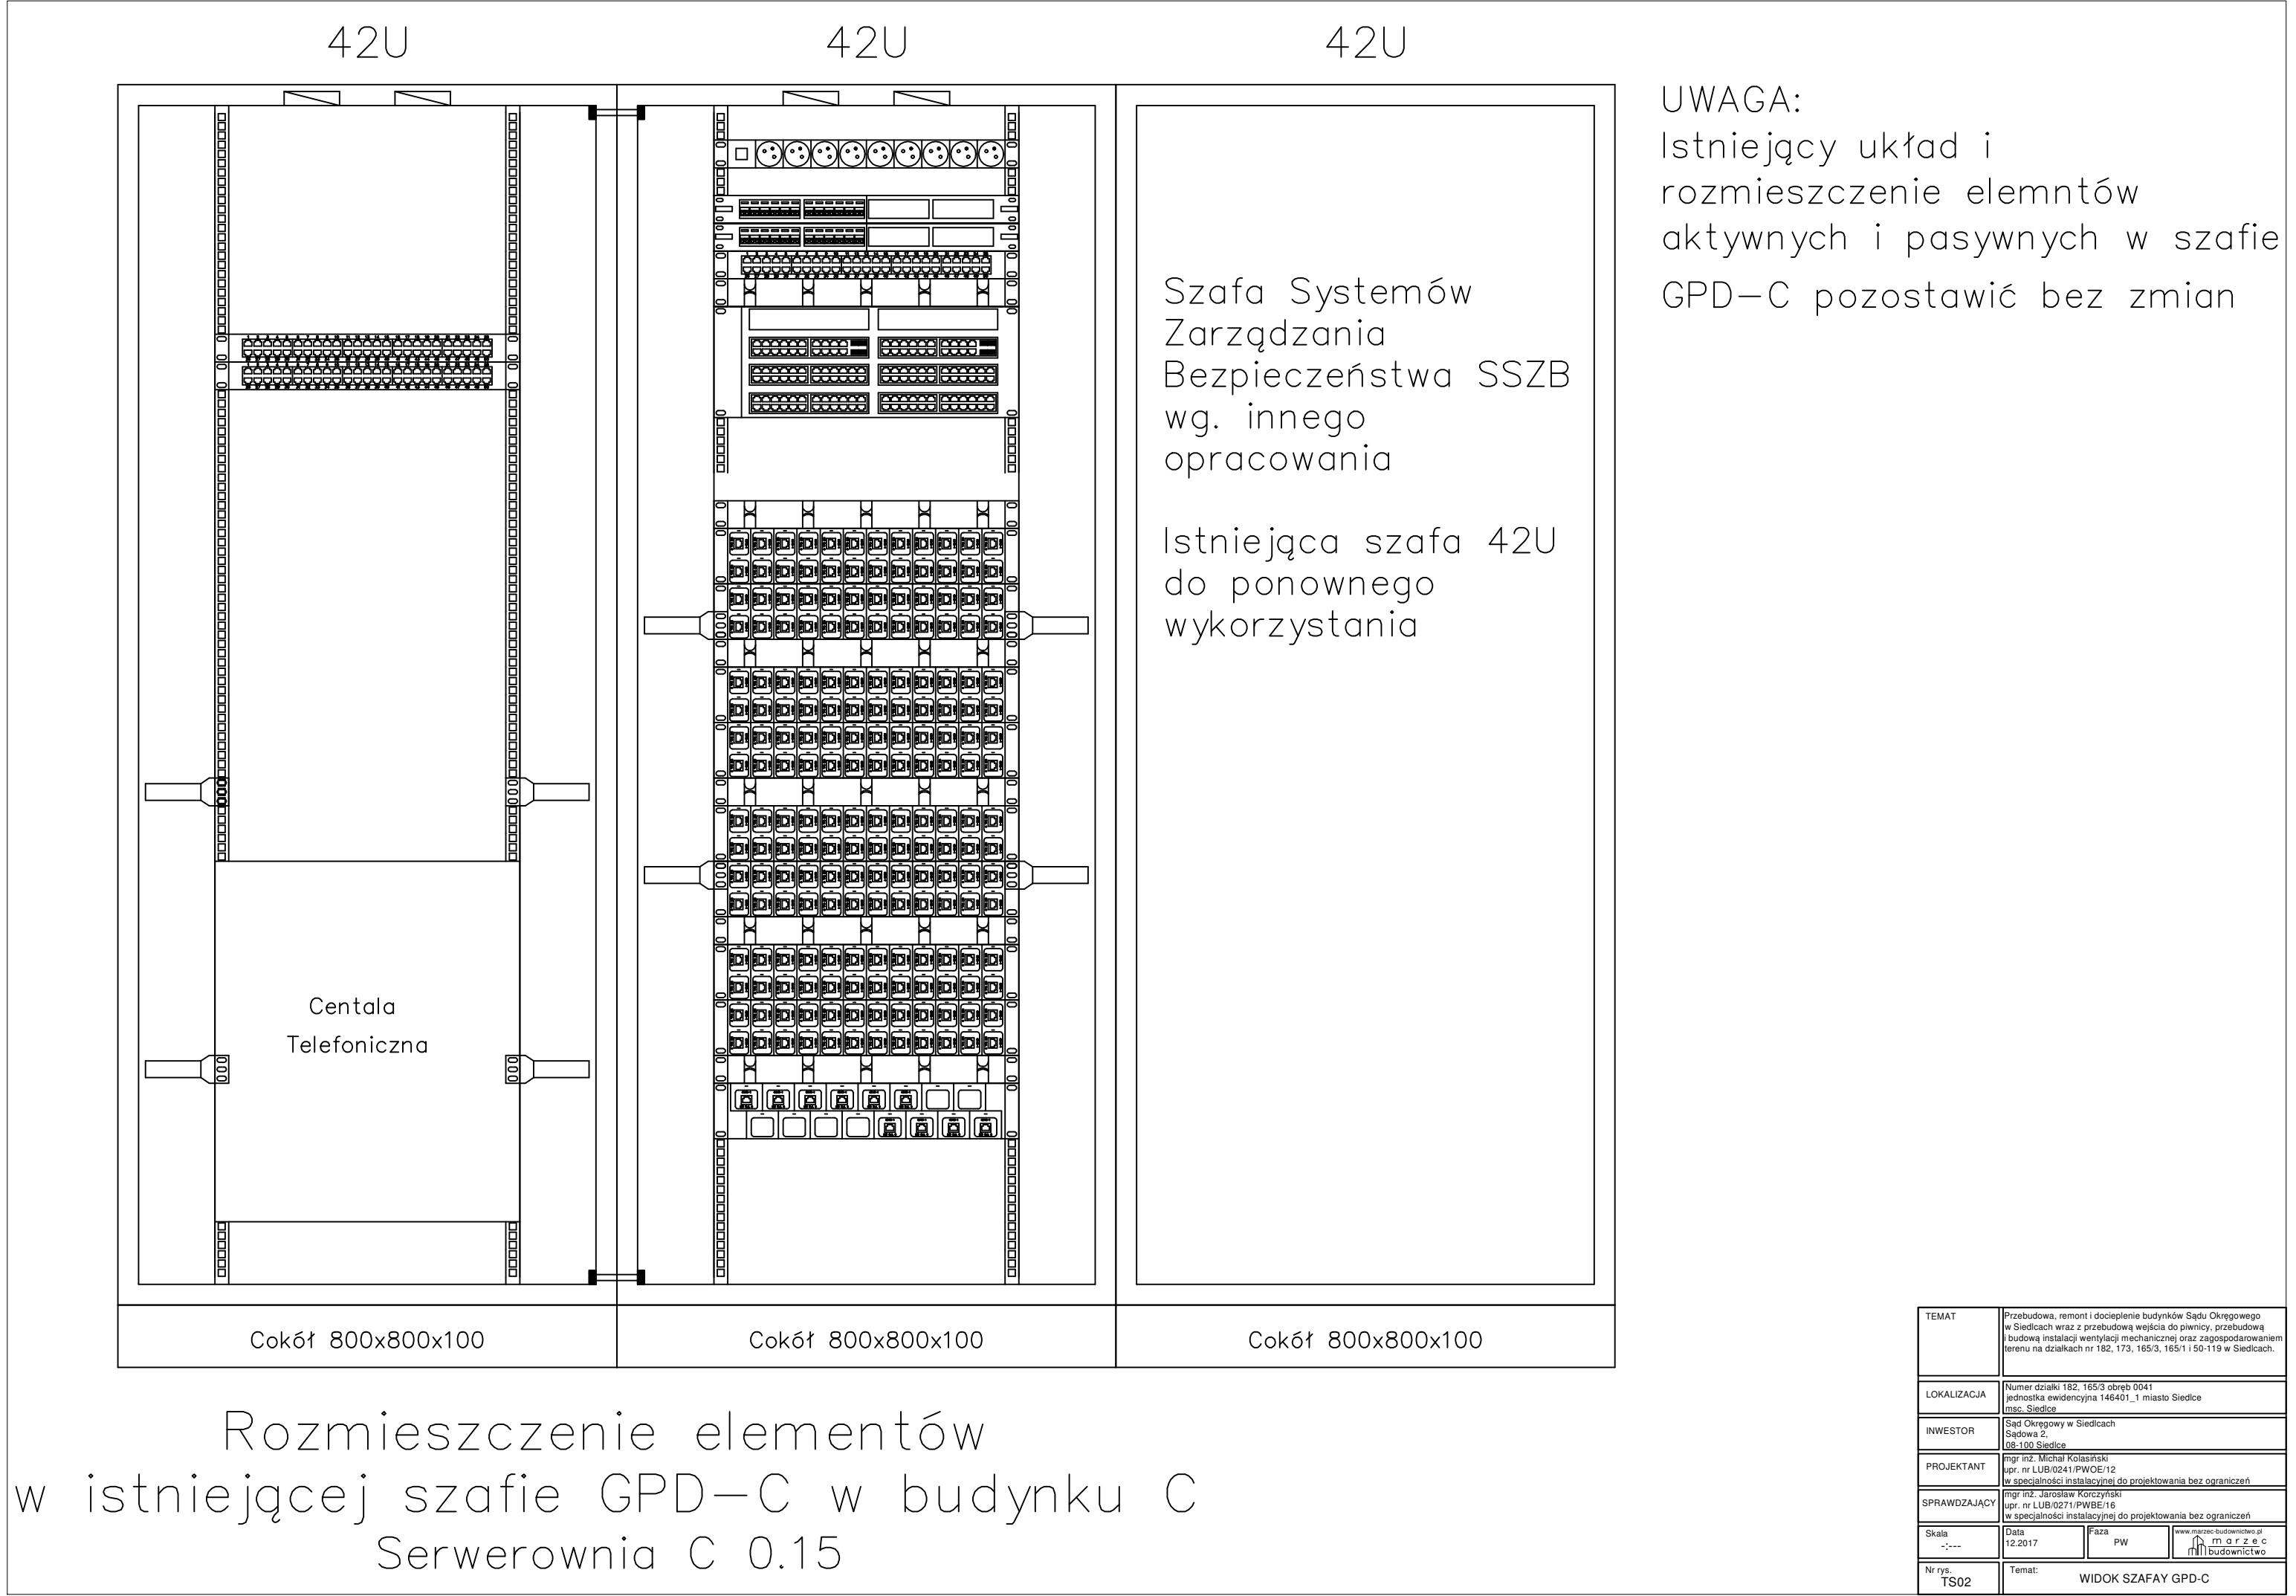 42U
42U
42U
UWAGA:
Istniejący układ i
rozmieszczenie elemntów
aktywnych i pasywnych w szafie
GPD-C pozostawić bez zmian
Szafa Systemów
Zarządzania
Bezpieczeństwa SSZB
wg. innego
opracowania
Istniejąca szafa 42U
do ponownego
wykorzystania
Centala
Telefoniczna
Cokół 800x800x100
Cokół 800x800x100
Cokół 800x800x100
Rozmieszczenie elementów
w istniejącej szafie GPD-C w budynku C
Serwerownia C 0.15
TEMAT
Przebudowa, remont i docieplenie budynków Sądu Okręgowego
w Siedlcach wraz z przebudową wejścia do piwnicy, przebudową
i budową instalacji wentylacji mechanicznej oraz zagospodarowaniem
terenu na działkach nr 182, 173, 165/3, 165/1 i 50-119 w Siedlcach.
LOKALIZACJA
Numer działki 182, 165/3 obręb 0041
jednostka ewidencyjna 146401_1 miasto Siedlce
msc. Siedlce
INWESTOR
Sąd Okręgowy w Siedlcach
Sądowa 2,
08-100 Siedlce
PROJEKTANT
mgr inż. Michał Kolasiński
upr. nr LUB/0241/PWOE/12
w specjalności instalacyjnej do projektowania bez ograniczeń
SPRAWDZAJĄCY
mgr inż. Jarosław Korczyński
upr. nr LUB/0271/PWBE/16
w specjalności instalacyjnej do projektowania bez ograniczeń
Skala
-:---
Data
12.2017
Faza
PW
www.marzec-budownictwo.pl
marzec
budownictwo
Nr rys.
TS02
Temat:
WIDOK SZAFAY GPD-C